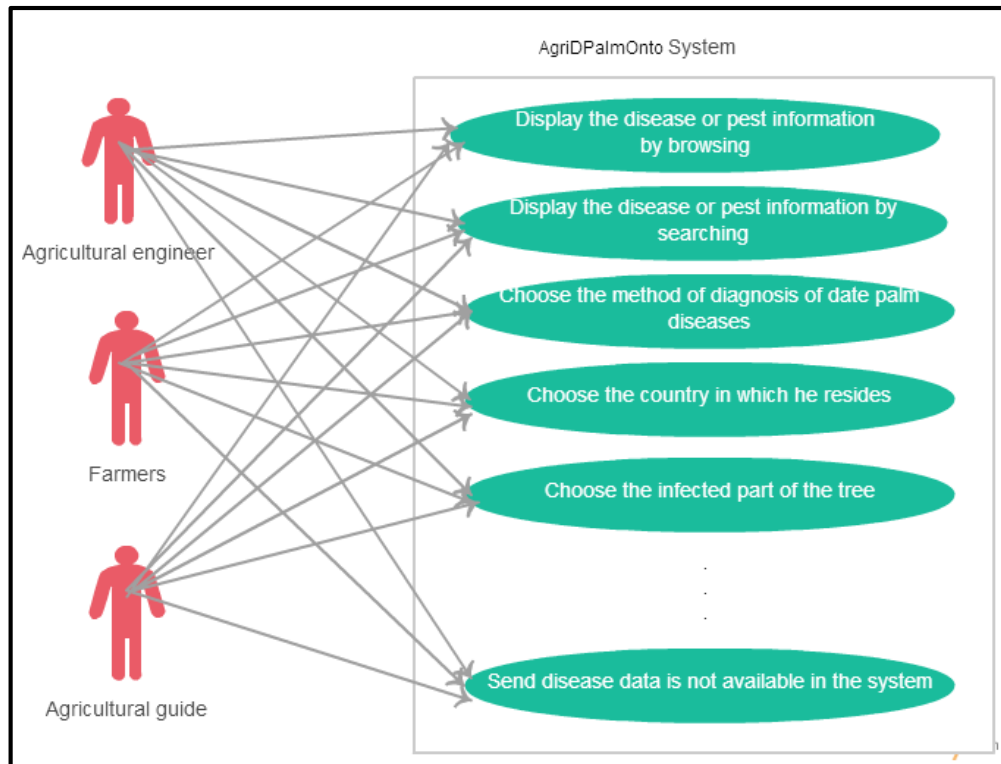 AgriDPalmOnto System
Display the disease or pest information
by browsing
Agricultural engineer
Display the disease or pest information by
searching
Choose the method of diagnosis of date palm
diseases
Farmers
Choose the country in which he resides
Choose the infected part of the tree
.
.
.
Agricultural guide
Send disease data is not available in the system